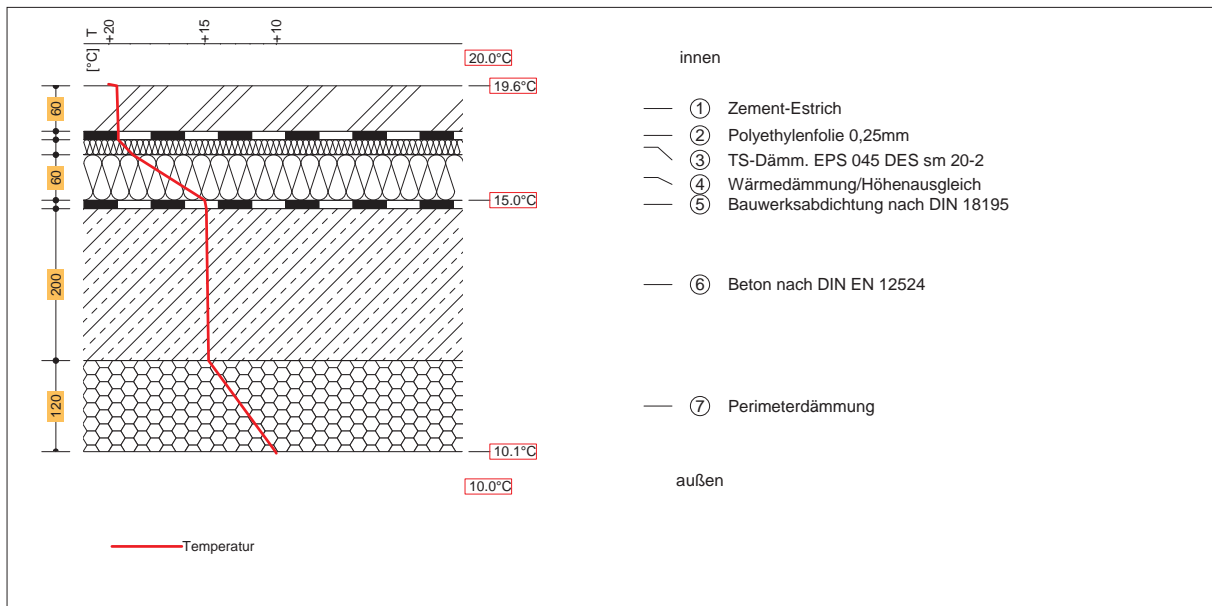 [°C] T
+20
+15
+10
20.0°C
innen
19.6°C
60
① Zement-Estrich
② Polyethylenfolie 0,25mm
③ TS-Dämm. EPS 045 DES sm 20-2
60
④ Wärmedämmung/Höhenausgleich
15.0°C
⑤ Bauwerksabdichtung nach DIN 18195
200
⑥ Beton nach DIN EN 12524
120
⑦ Perimeterdämmung
10.1°C
10.0°C
außen
Temperatur